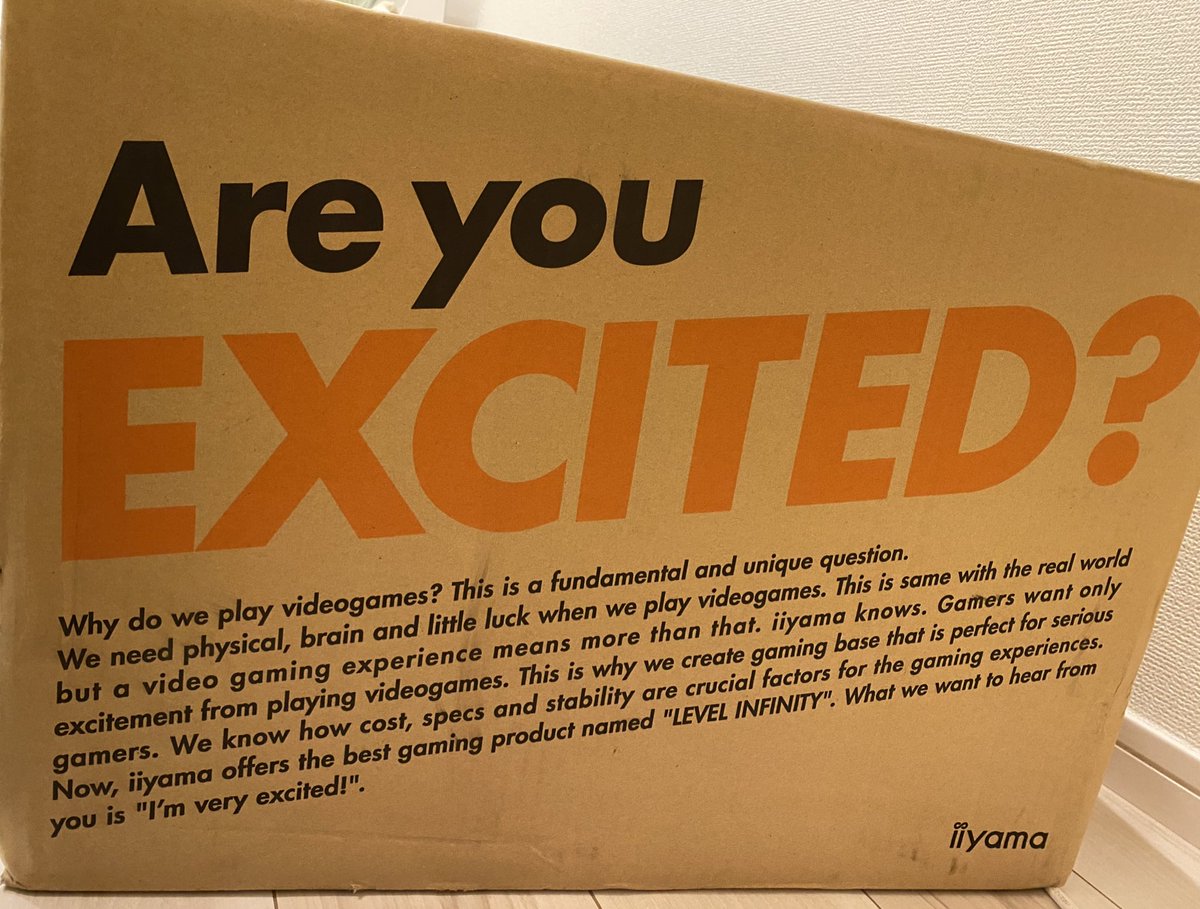 Are you
EXCITED?
Why do we play videogames? This is a fundamental and unique question.
We need physical, brain and little luck when we play videogames. This is same with the real world
but a video gaming experience means more than that. iiyama knows. Gamers want only
excitement from playing videogames. This is why we create gaming base that is perfect for serious
gamers. We know how cost, specs and stability are crucial factors for the gaming experiences.
Now, iiyama offers the best gaming product named "LEVEL INFINITY". What we want to hear from
you is "I'm very excited!".
iiyama